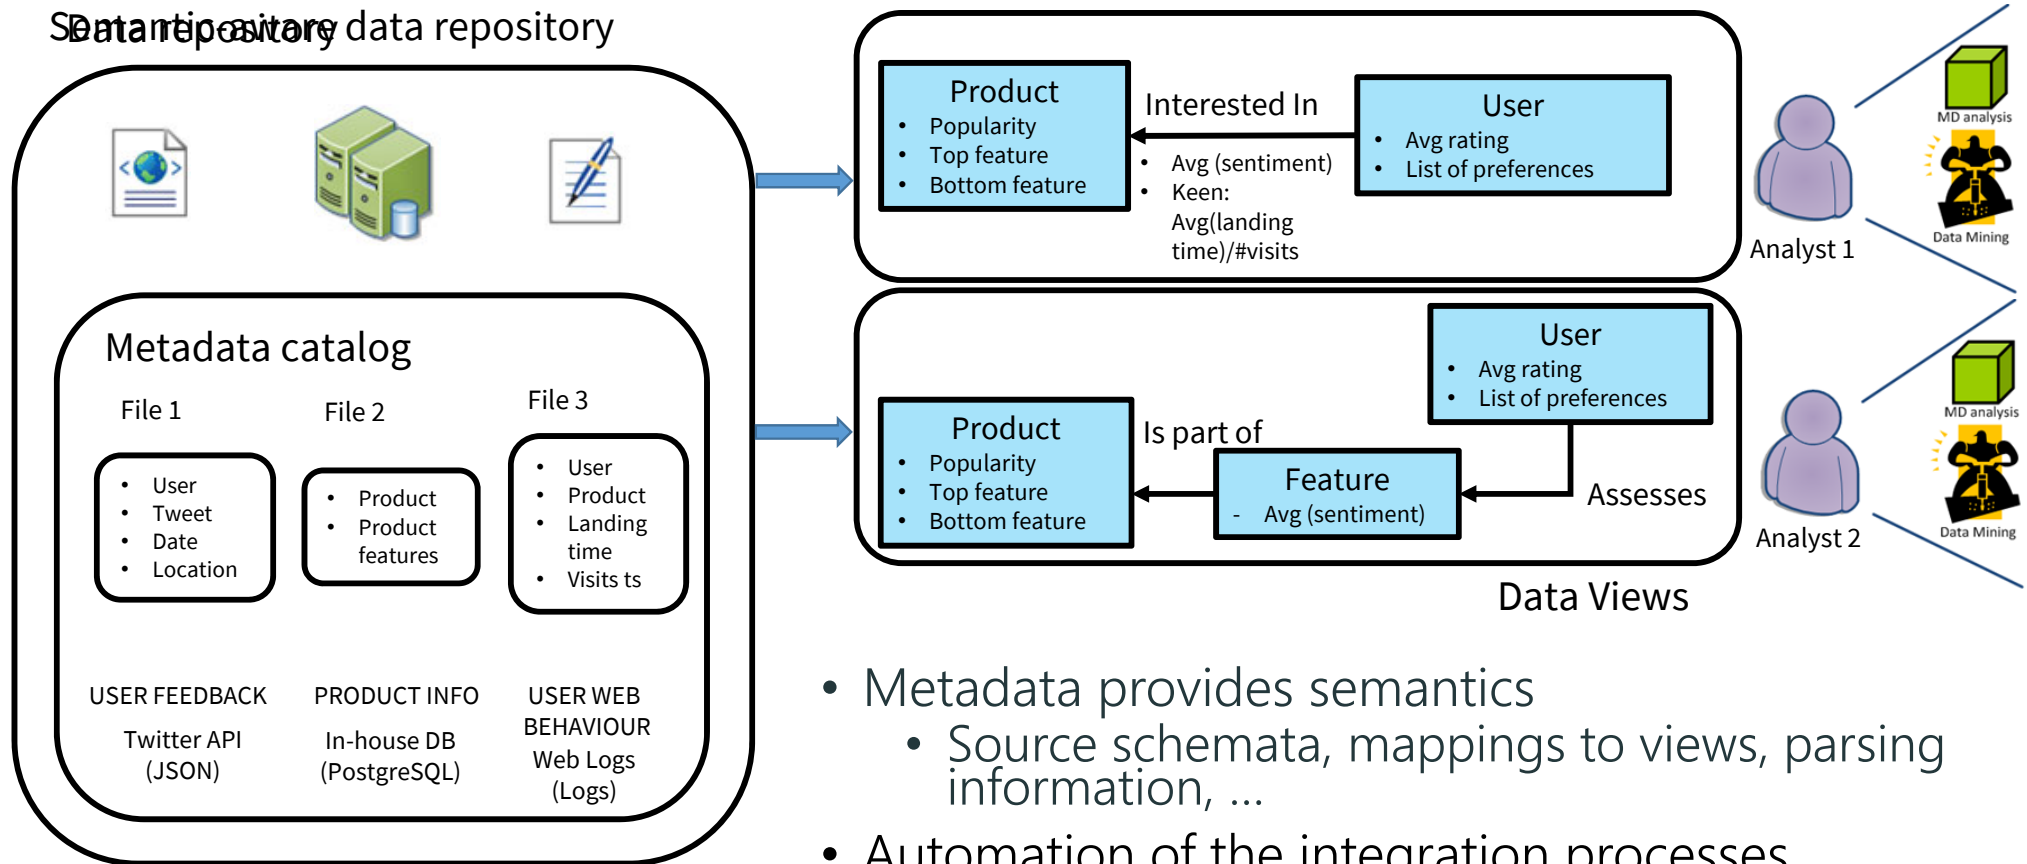 Semantic-aware data repository
Data repository
Metadata catalog
File 1
• User
• Tweet
• Date
• Location
File 2
• Product
• Product
features
File 3
• User
• Product
• Landing
time
• Visits ts
USER FEEDBACK
Twitter API
(JSON)
PRODUCT INFO
In-house DB
(PostgreSQL)
USER WEB
BEHAVIOUR
Web Logs
(Logs)
Product
• Popularity
• Top feature
• Bottom feature
Interested In
• Avg (sentiment)
• Keen:
Avg(landing
time)/#visits
User
• Avg rating
• List of preferences
Analyst 1
MD analysis
Data Mining
Product
• Popularity
• Top feature
• Bottom feature
Is part of
Feature
- Avg (sentiment)
User
• Avg rating
• List of preferences
Assesses
Analyst 2
MD analysis
Data Mining
Data Views
• Metadata provides semantics
• Source schemata, mappings to views, parsing
information, ...
• Automation of the integration processes